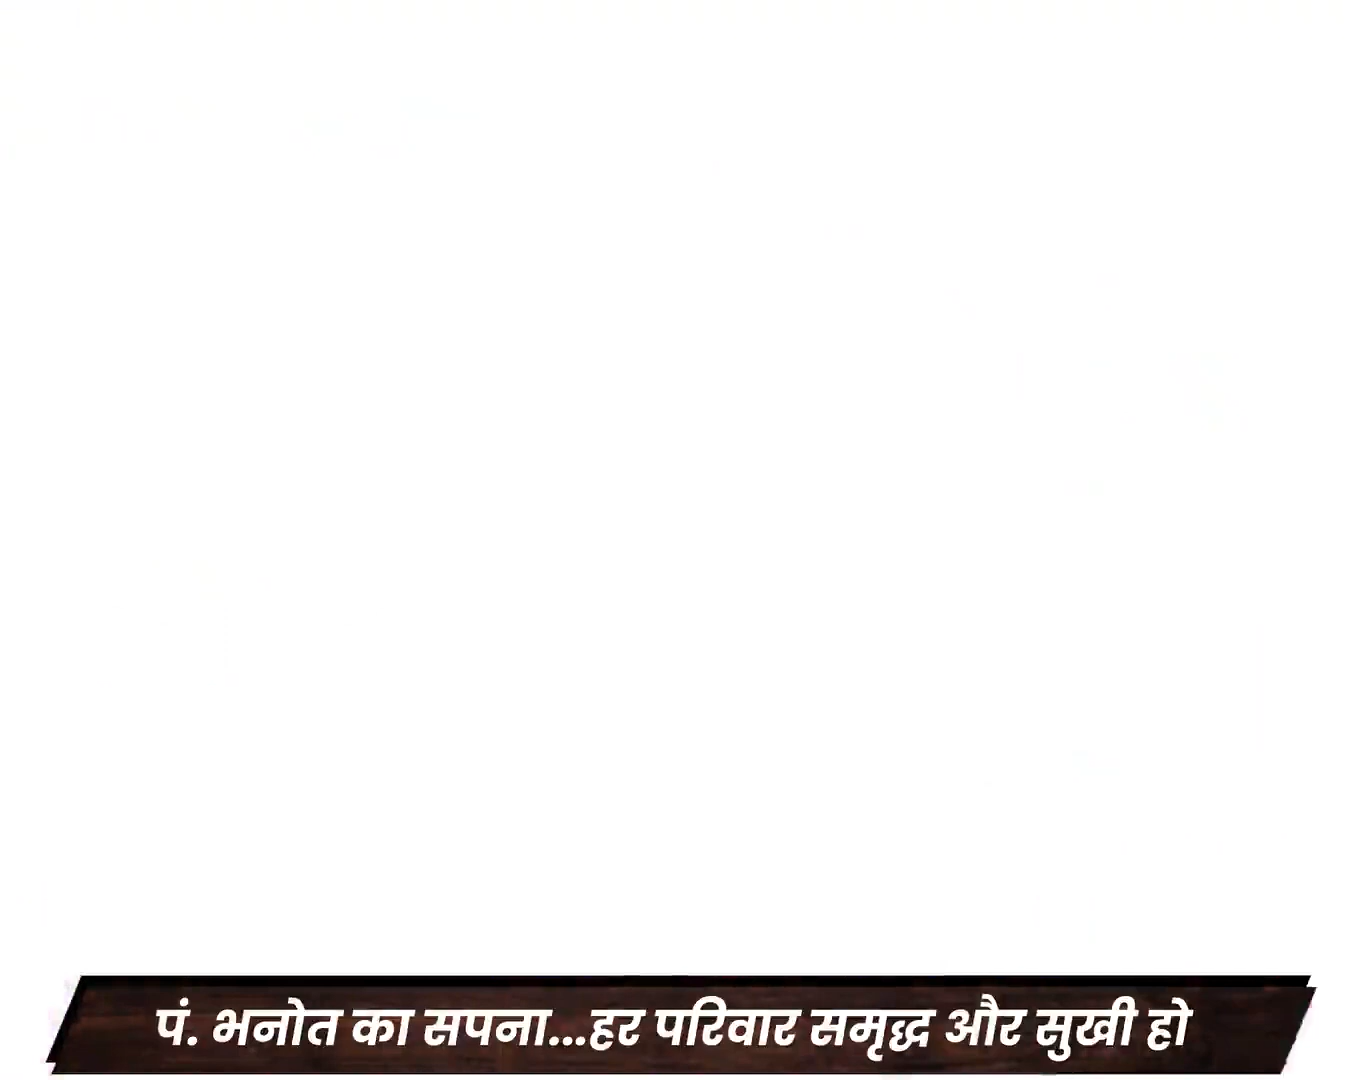 पं. भनोत का सपना...हर परिवार समृद्ध और सुखी हो